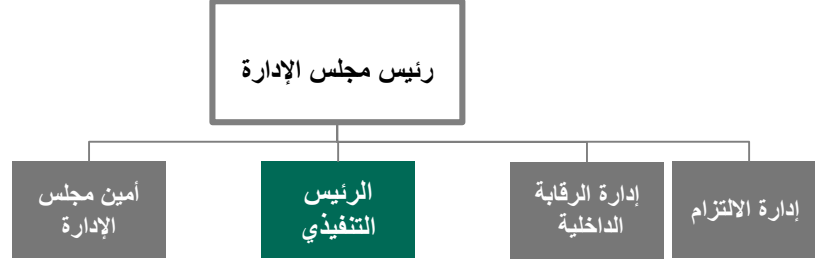 رئيس مجلس الإدارة
إدارة الالتزام
إدارة الرقابة
الداخلية
الرئيس
التنفيذي
أمين مجلس
الإدارة